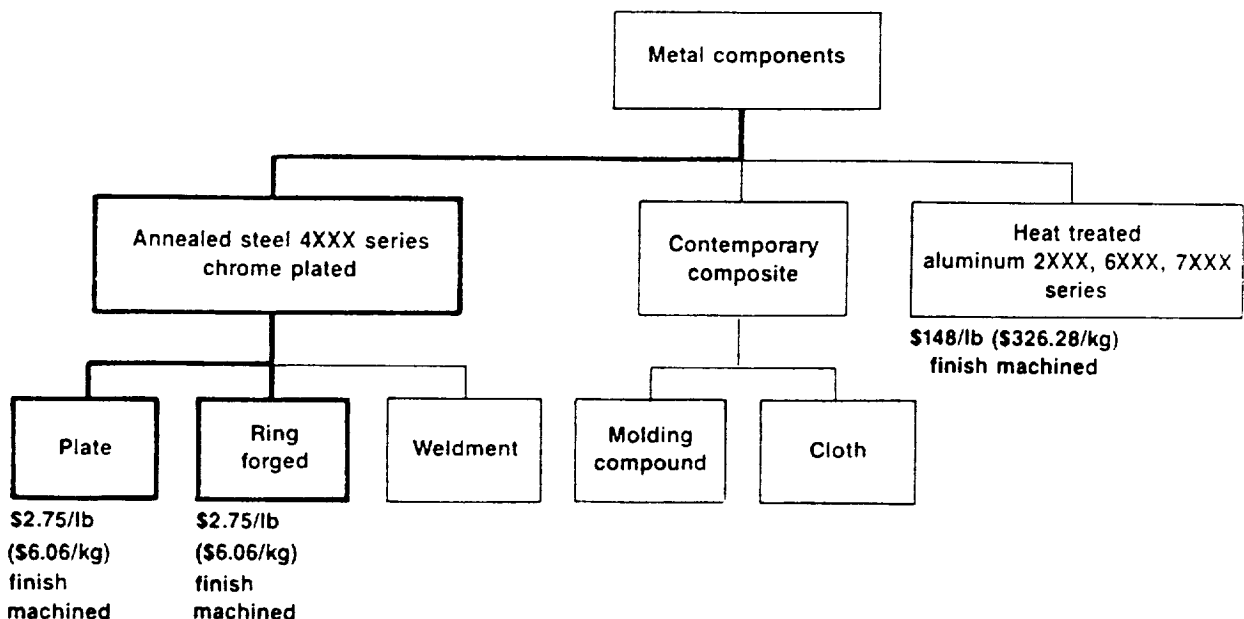 Metal components
Annealed steel 4XXX series
chrome plated
Contemporary
composite
Heat treated
aluminum 2XXX, 6XXX, 7XXX
series
$148/lb ($326.28/kg)
finish machined
Plate
Ring
forged
Weldment
Molding
compound
Cloth
$2.75/lb
($6.06/kg)
finish
machined
$2.75/lb
($6.06/kg)
finish
machined